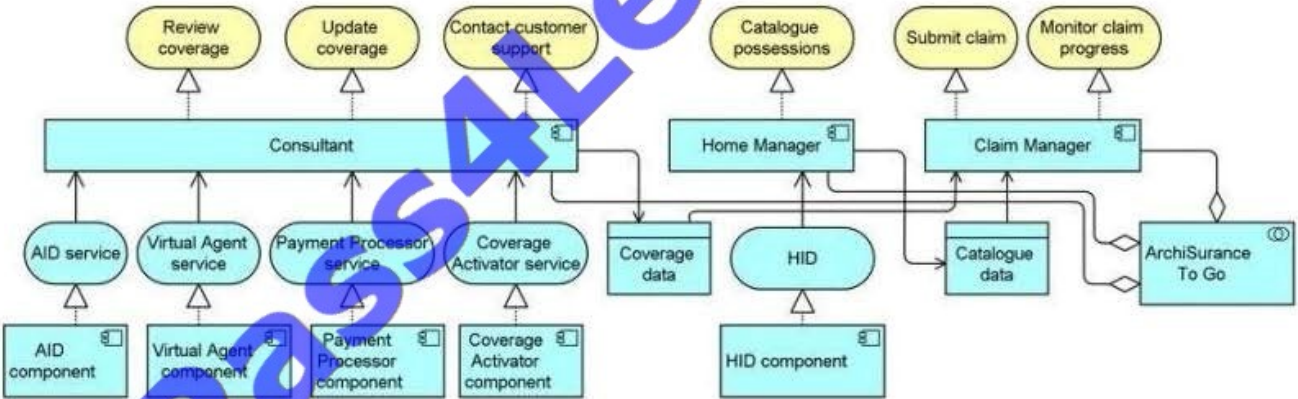 Review
coverage
Update
coverage
Contact customer
support
Catalogue
possessions
Submit claim
Monitor claim
progress
Consultant
Home Manager
Claim Manager
AID service
Virtual Agent
service
Payment Processor
service
Coverage
Activator service
Coverage
data
HID
Catalogue
data
ArchiSurance
To Go
AID
component
Virtual Agent
component
Payment
Processor
component
Coverage
Activator
component
HID component
Pass4Le